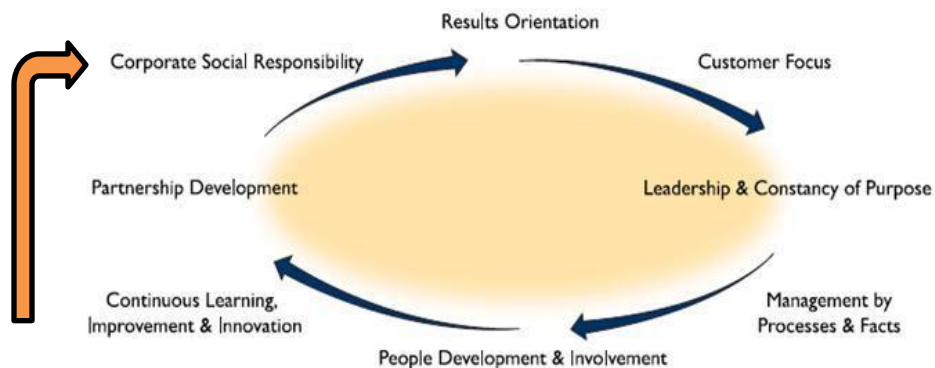 Results Orientation
Corporate Social Responsibility
Customer Focus
Partnership Development
Leadership & Constancy of Purpose
Continuous Learning,
Improvement & Innovation
Management by
Processes & Facts
People Development & Involvement